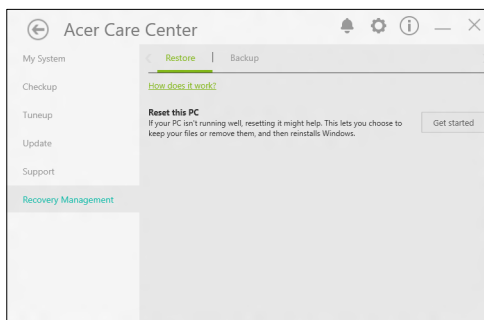 Acer Care Center
My System
Checkup
Tuneup
Update
Support
Recovery Management
Restore
Backup
How does it work?
Reset this PC
If your PC isn't running well, resetting it might help. This lets you choose to
keep your files or remove them, and then reinstalls Windows.
Get started